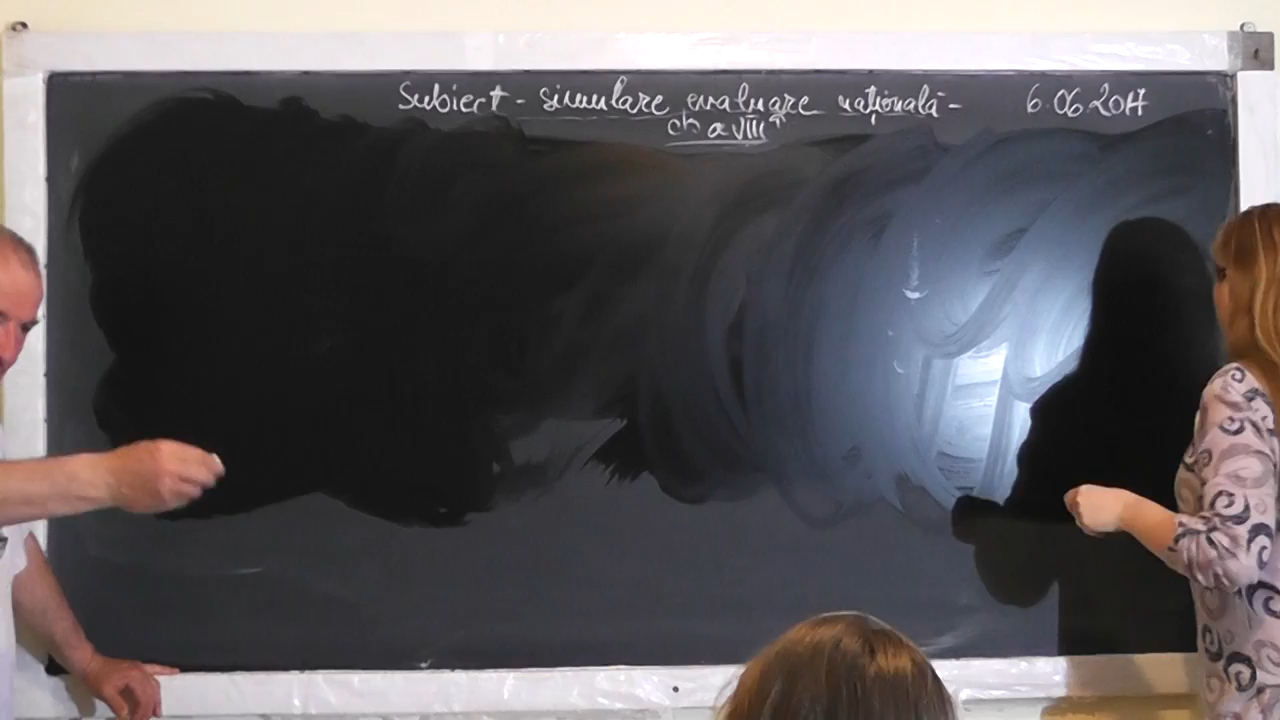 Subiect - simulare evaluare națională - 6.06.2017
cls a VIII ª